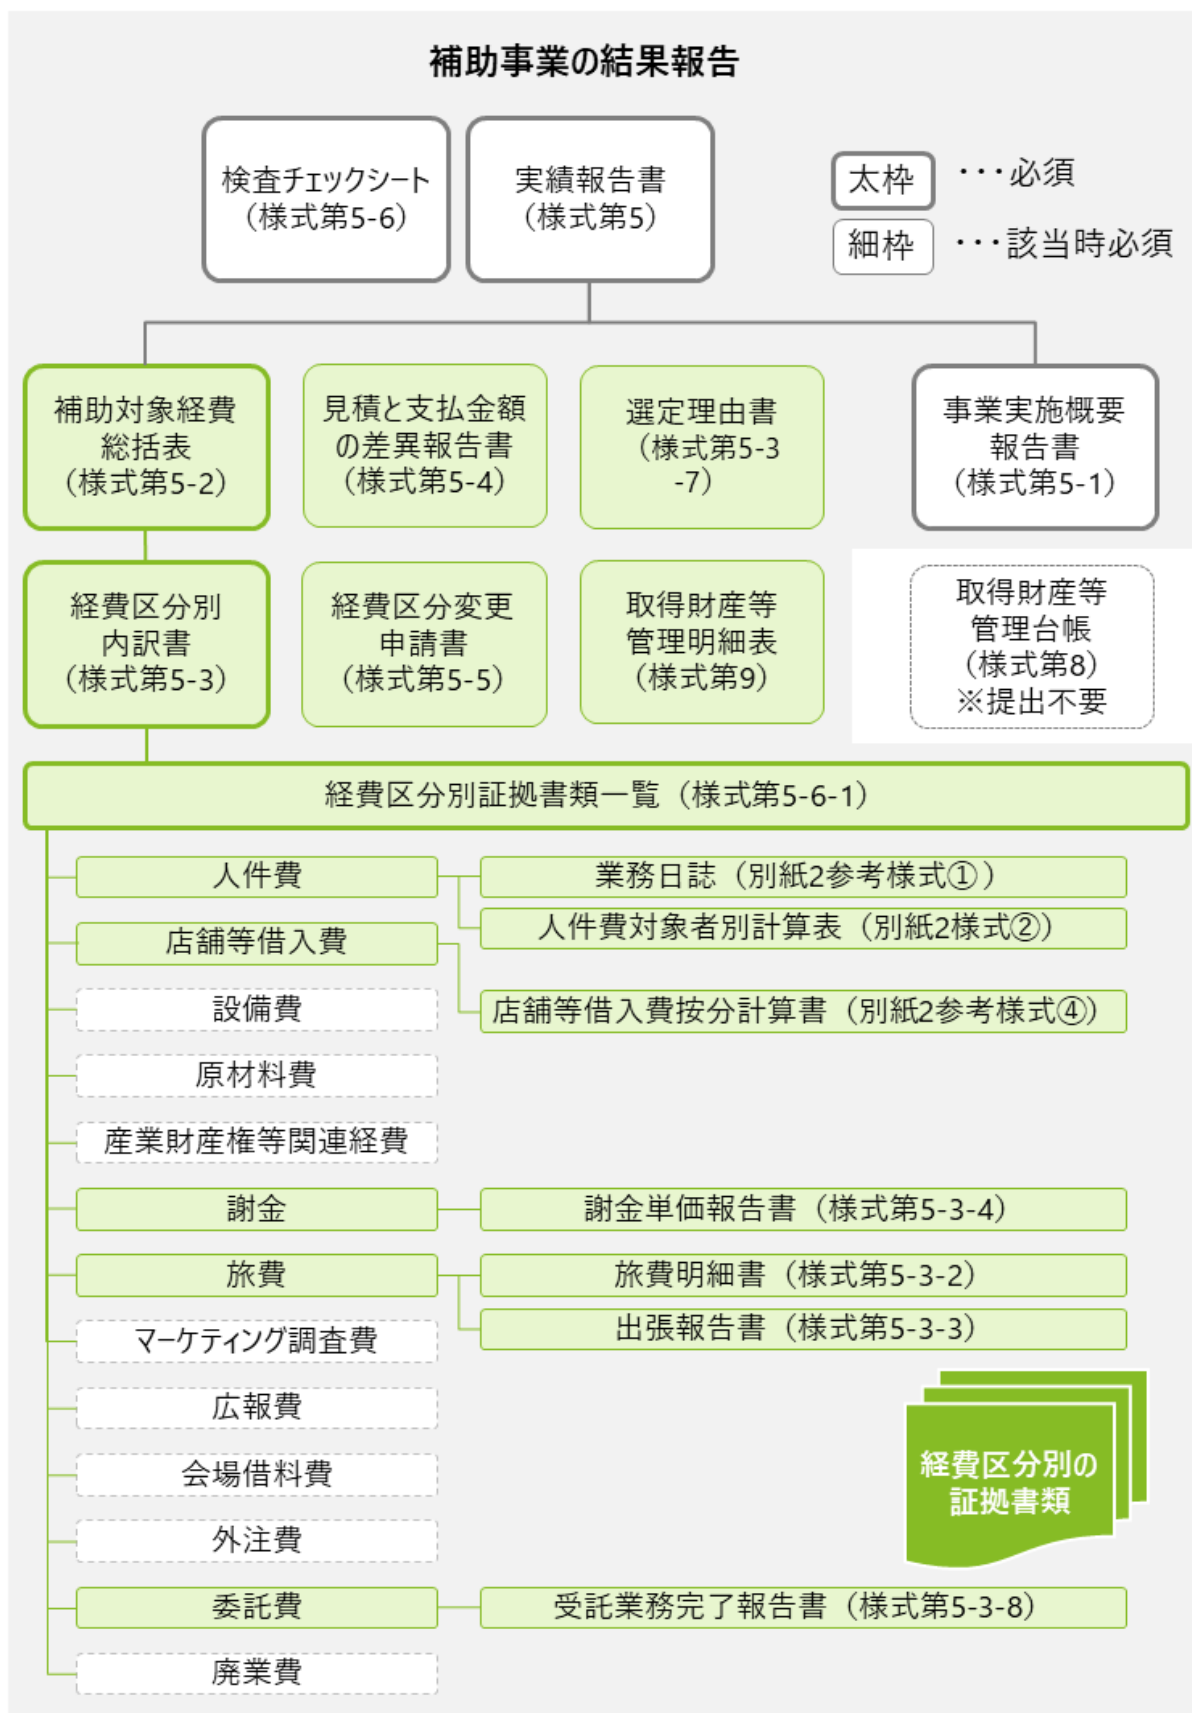 補助事業の結果報告
検査チェックシート
（様式第5-6）
実績報告書
（様式第5）
太枠
・・・必須
細枠
・・・該当時必須
補助対象経費
総括表
（様式第5-2）
見積と支払金額
の差異報告書
（様式第5-4）
選定理由書
（様式第5-3
-7）
事業実施概要
報告書
（様式第5-1）
経費区分別
内訳書
（様式第5-3）
経費区分変更
申請書
（様式第5-5）
取得財産等
管理明細表
（様式第9）
取得財産等
管理台帳
（様式第8）
※提出不要
経費区分別証拠書類一覧（様式第5-6-1）
人件費
業務日誌（別紙2参考様式①）
人件費対象者別計算表（別紙2様式②）
店舗等借入費
設備費
店舗等借入費按分計算書（別紙2参考様式④）
原材料費
産業財産権等関連経費
謝金
謝金単価報告書（様式第5-3-4）
旅費
旅費明細書（様式第5-3-2）
出張報告書（様式第5-3-3）
マーケティング調査費
広報費
会場借料費
経費区分別の
証拠書類
外注費
委託費
受託業務完了報告書（様式第5-3-8）
廃業費